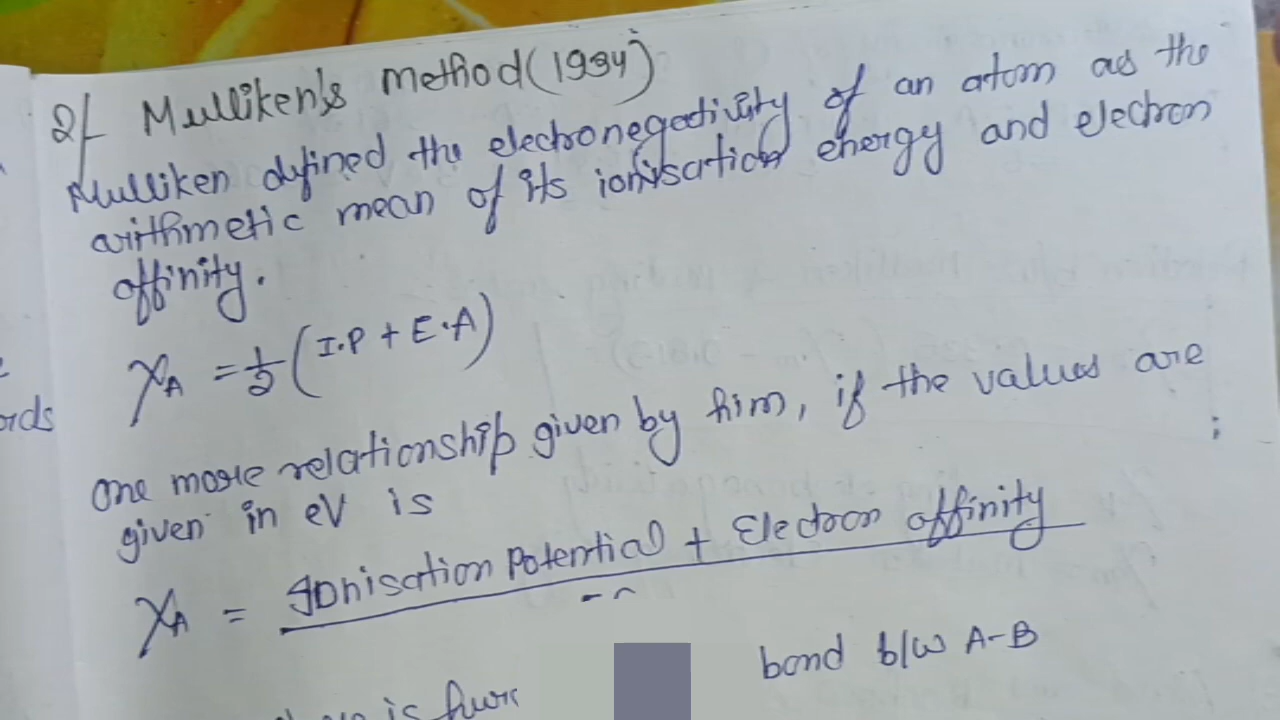 2/ Mulliken's method (1934)
Mulliken defined the electronegativity of an atom as the
arithmetic mean of its ionisation energy and electron
affinity.
χA = 1/2 (I.P + E.A)
one more relationship given by him, if the values are
given in eV is
χA = Ionisation Potential + Electron affinity
bond b/w A-B
is
ords